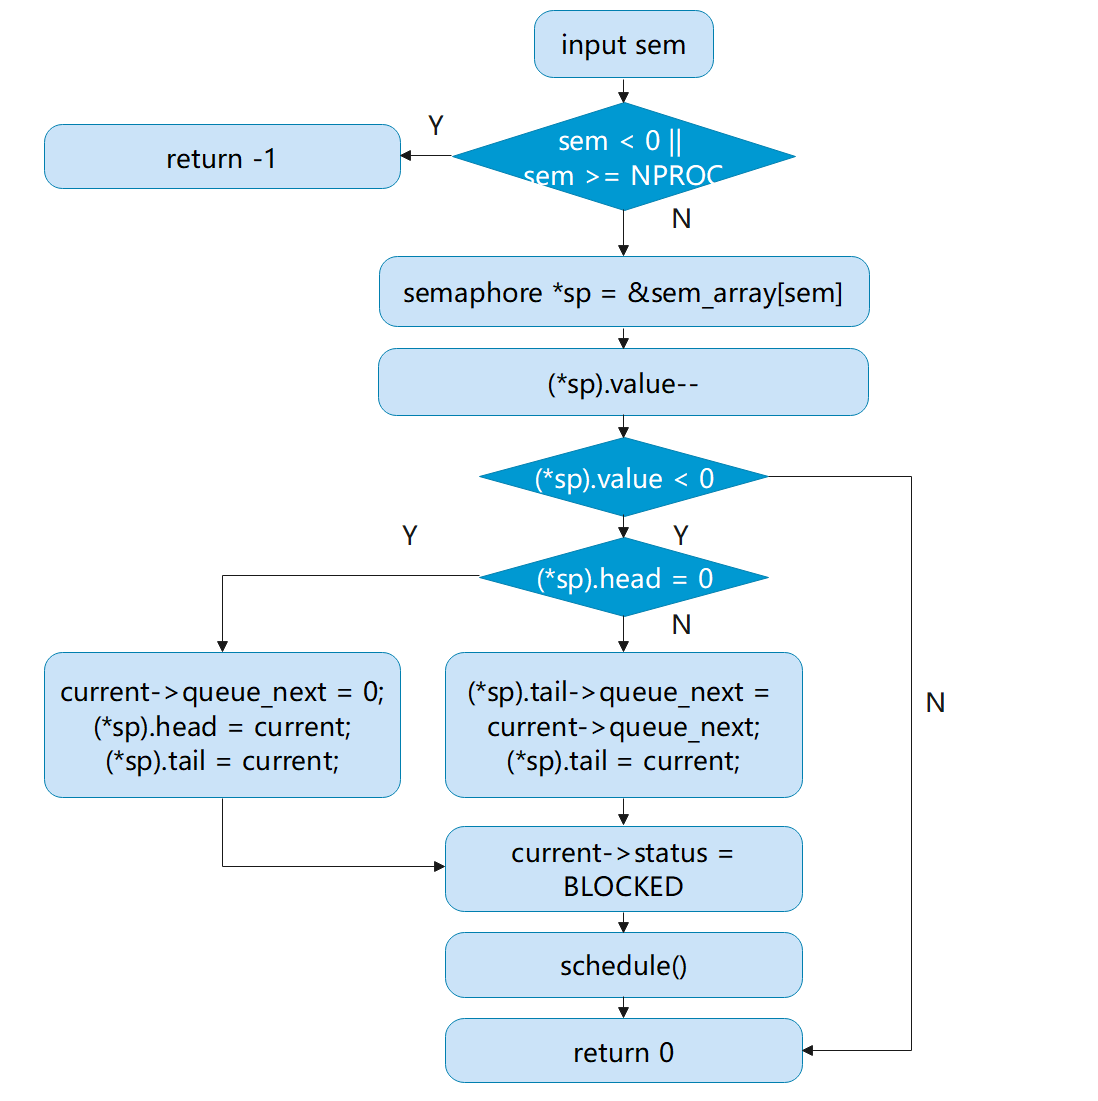 input sem
sem < 0 ||
sem >= NPROC
Y
return -1
N
semaphore *sp = &sem_array[sem]
(*sp).value--
(*sp).value < 0
Y
Y
(*sp).head = 0
N
current->queue_next = 0;
(*sp).head = current;
(*sp).tail = current;
(*sp).tail->queue_next =
current->queue_next;
(*sp).tail = current;
N
current->status =
BLOCKED
schedule()
return 0